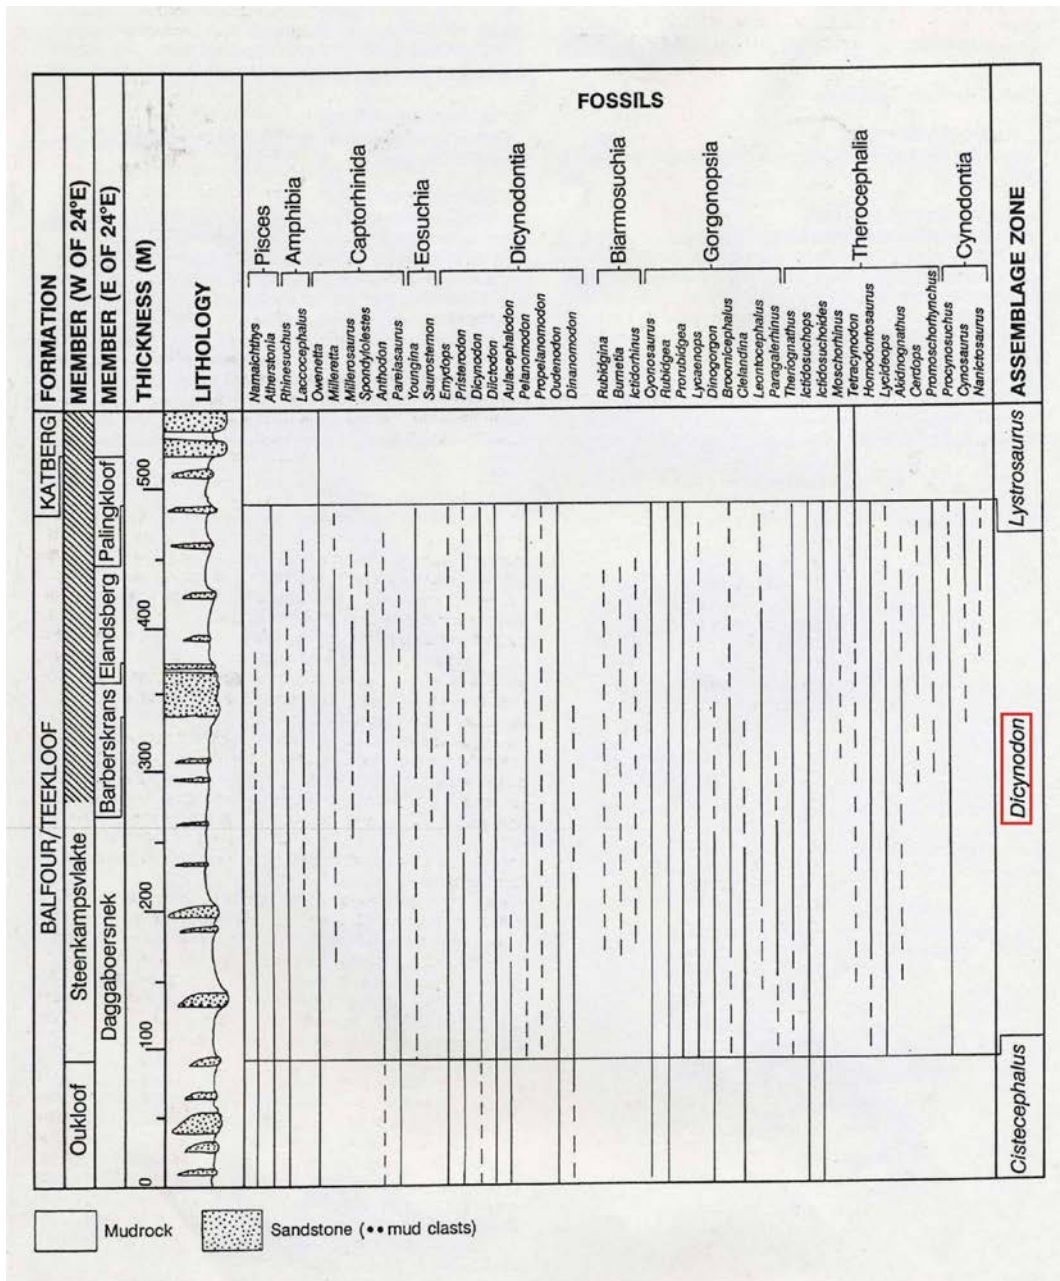 FORMATION
KATBERG
BALFOUR/TEEKLOOF
MEMBER (W OF 24°E)
Steenkampsvlakte
Oukloof
MEMBER (E OF 24°E)
Palingkloof
Elandsberg
Barberskrans
Daggaboersnek
THICKNESS (M)
500
400
300
200
100
0
LITHOLOGY
FOSSILS
Pisces
Amphibia
Captorhinida
Eosuchia
Dicynodontia
Biarmosuchia
Gorgonopsia
Therocephalia
Cynodontia
Namaichthys
Atherstonia
Rhinesuchus
Laccocephalus
Owenetta
Milleretta
Millerosaurus
Spondylolestes
Anthodon
Pareiasaurus
Youngina
Saurosternon
Emydops
Pristerodon
Dicynodon
Diictodon
Aulacephalodon
Pelanomodon
Propelanomodon
Oudenodon
Dinanomodon
Rubidgina
Burnetia
Ictidorhinus
Cyonosaurus
Rubidgea
Prorubidgea
Lycaenops
Dinogorgon
Broomicephalus
Clelandina
Leontocephalus
Paragalerhinus
Theriognathus
Ictidosuchops
Ictidosuchoides
Moschorhinus
Tetracynodon
Homodontosaurus
Lycideops
Akidnognathus
Cerdops
Promoschorhynchus
Procynosuchus
Cynosaurus
Nanictosaurus
ASSEMBLAGE ZONE
Lystrosaurus
Dicynodon
Cistecephalus
Mudrock
Sandstone (•• mud clasts)